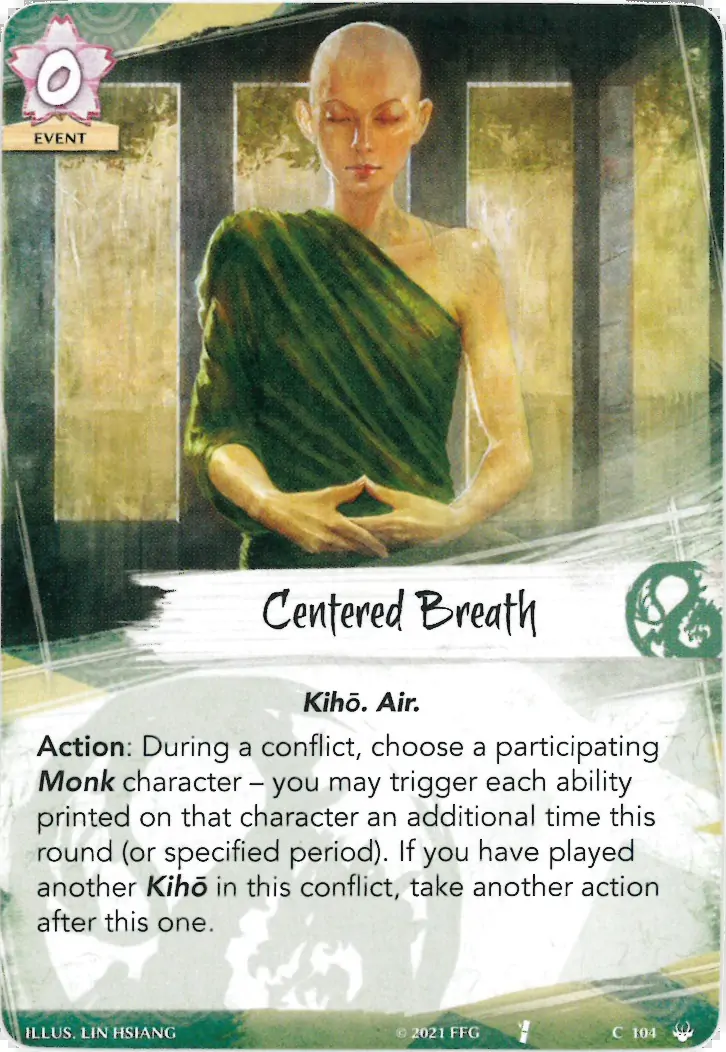 0
EVENT
Centered Breath
Kihō. Air.
Action: During a conflict, choose a participating
Monk character – you may trigger each ability
printed on that character an additional time this
round (or specified period). If you have played
another Kihō in this conflict, take another action
after this one.
ILLUS. LIN HSIANG © 2021 FFG C 104